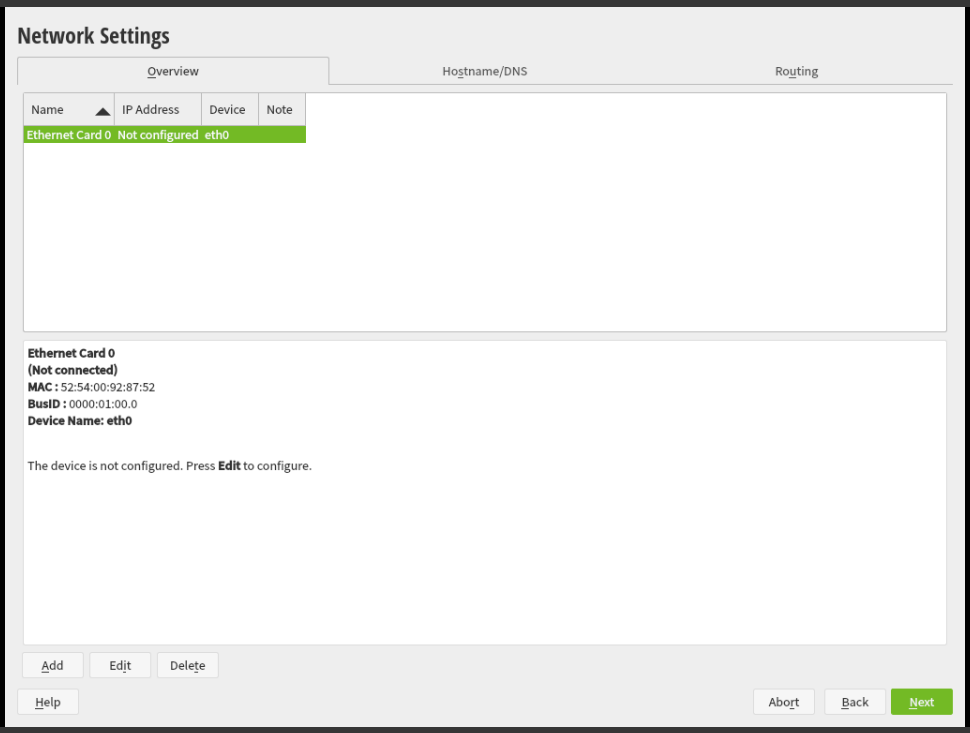 Network Settings
Overview Hostname/DNS Routing
Name IP Address Device Note
Ethernet Card 0 Not configured eth0
Ethernet Card 0
(Not connected)
MAC : 52:54:00:92:87:52
BusID : 0000:01:00.0
Device Name: eth0
The device is not configured. Press Edit to configure.
Add Edit Delete
Help Abort Back Next